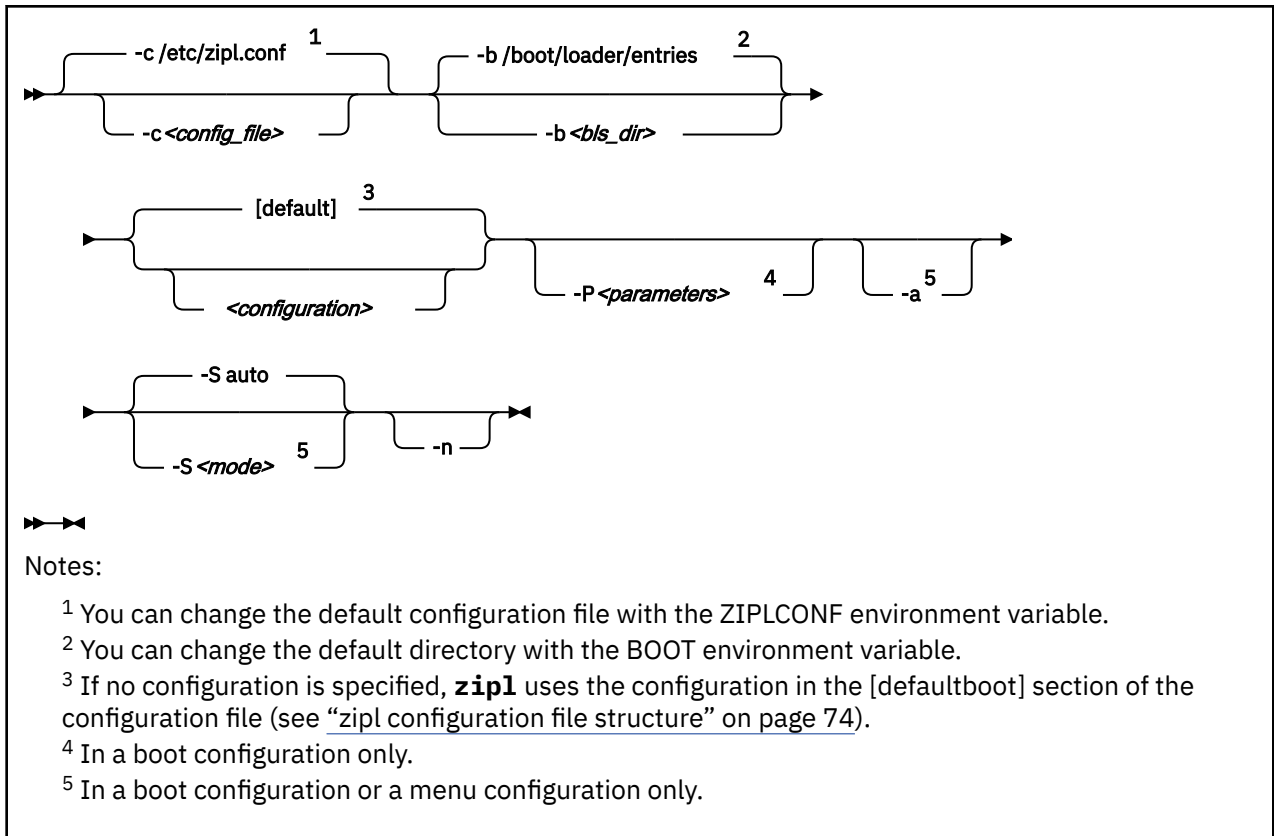 -c /etc/zipl.conf 1 -b /boot/loader/entries 2
-c <config_file> -b <bls_dir>
[default] 3
<configuration> -P <parameters> 4 -a 5
-S auto
-S <mode> 5 -n
Notes:
1 You can change the default configuration file with the ZIPLCONF environment variable.
2 You can change the default directory with the BOOT environment variable.
3 If no configuration is specified, zipl uses the configuration in the [defaultboot] section of the
configuration file (see “zipl configuration file structure” on page 74).
4 In a boot configuration only.
5 In a boot configuration or a menu configuration only.